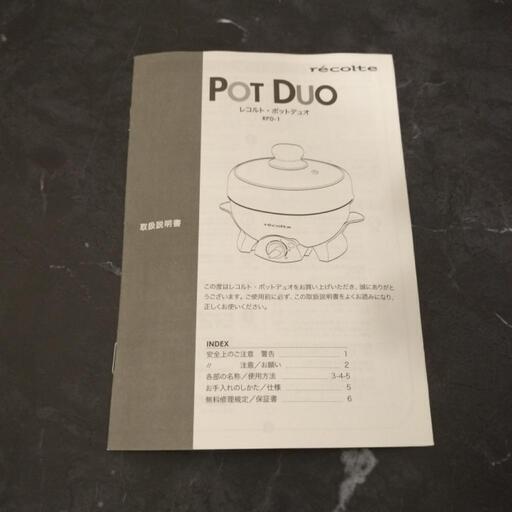 récolte
POT DUO
レコルト・ポットデュオ
RPD-1
récolte
取扱説明書
この度はレコルト・ポットデュオをお買い上げいただき、誠にありがと
うございます。ご使用前に必ず、この取扱説明書をよくお読みになり、
正しくお使いください。
INDEX
安全上のご注意 警告 1
〃 注意／お願い 2
各部の名称／使用方法 3-4-5
お手入れのしかた／仕様 5
無料修理規定／保証書 6